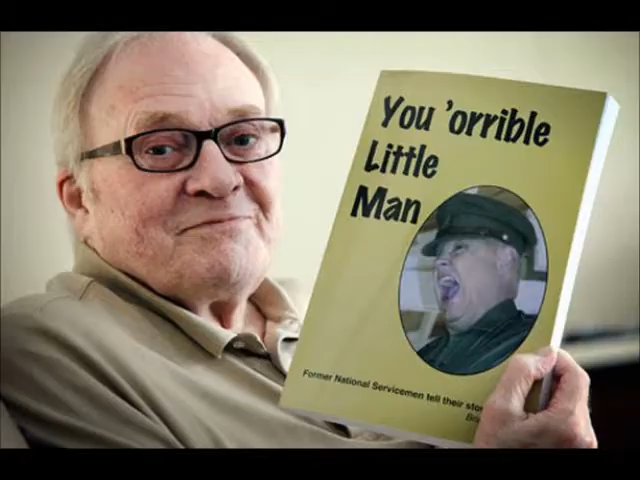 You 'orrible
Little
Man
Former National Servicemen tell their